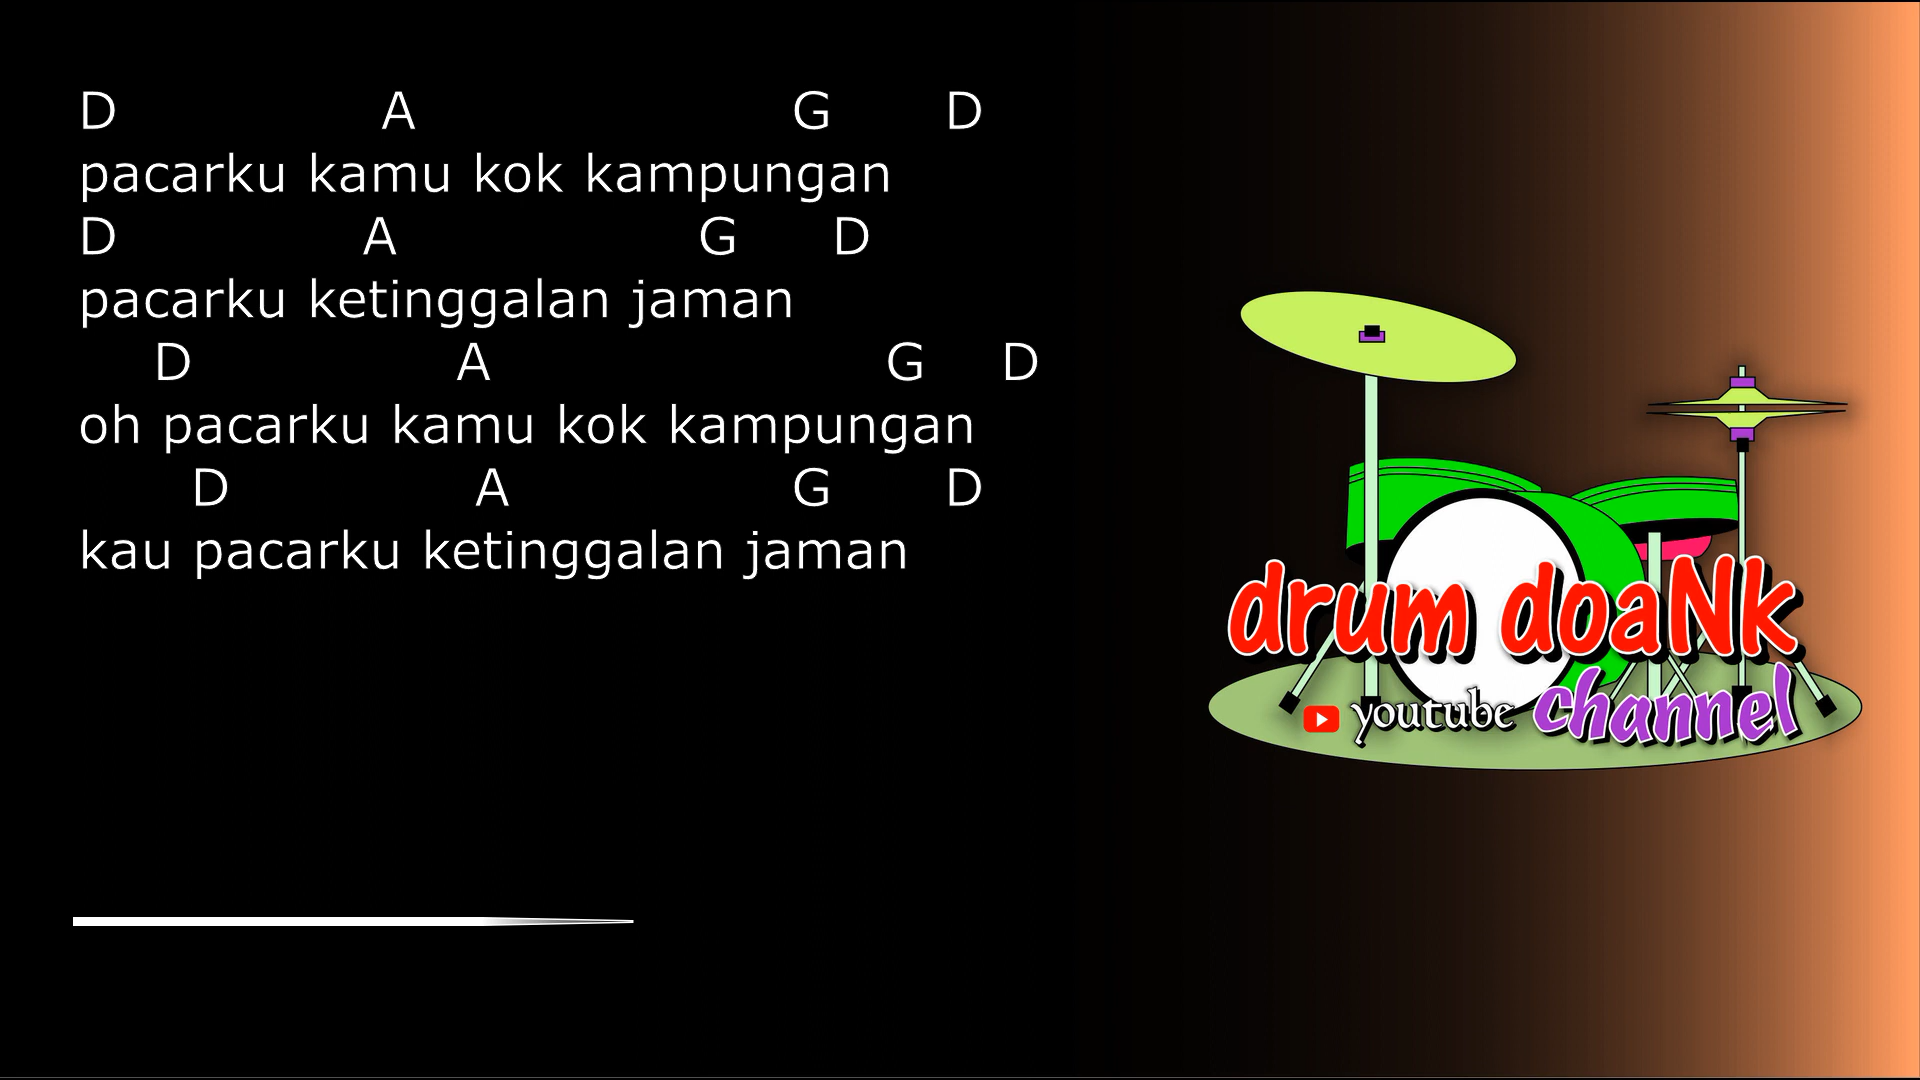 D A G D
pacarku kamu kok kampungan
D A G D
pacarku ketinggalan jaman
D A G D
oh pacarku kamu kok kampungan
D A G D
kau pacarku ketinggalan jaman
drum doaNk
youtube channel